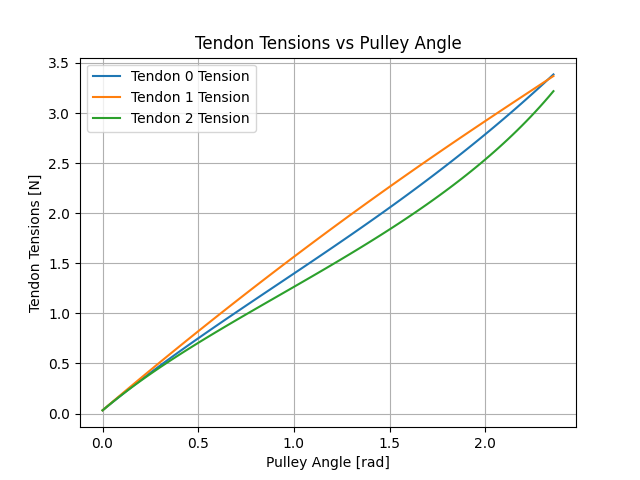 Tendon Tensions vs Pulley Angle
Tendon 0 Tension
Tendon 1 Tension
Tendon 2 Tension
Tendon Tensions [N]
3.5
3.0
2.5
2.0
1.5
1.0
0.5
0.0
0.0 0.5 1.0 1.5 2.0
Pulley Angle [rad]